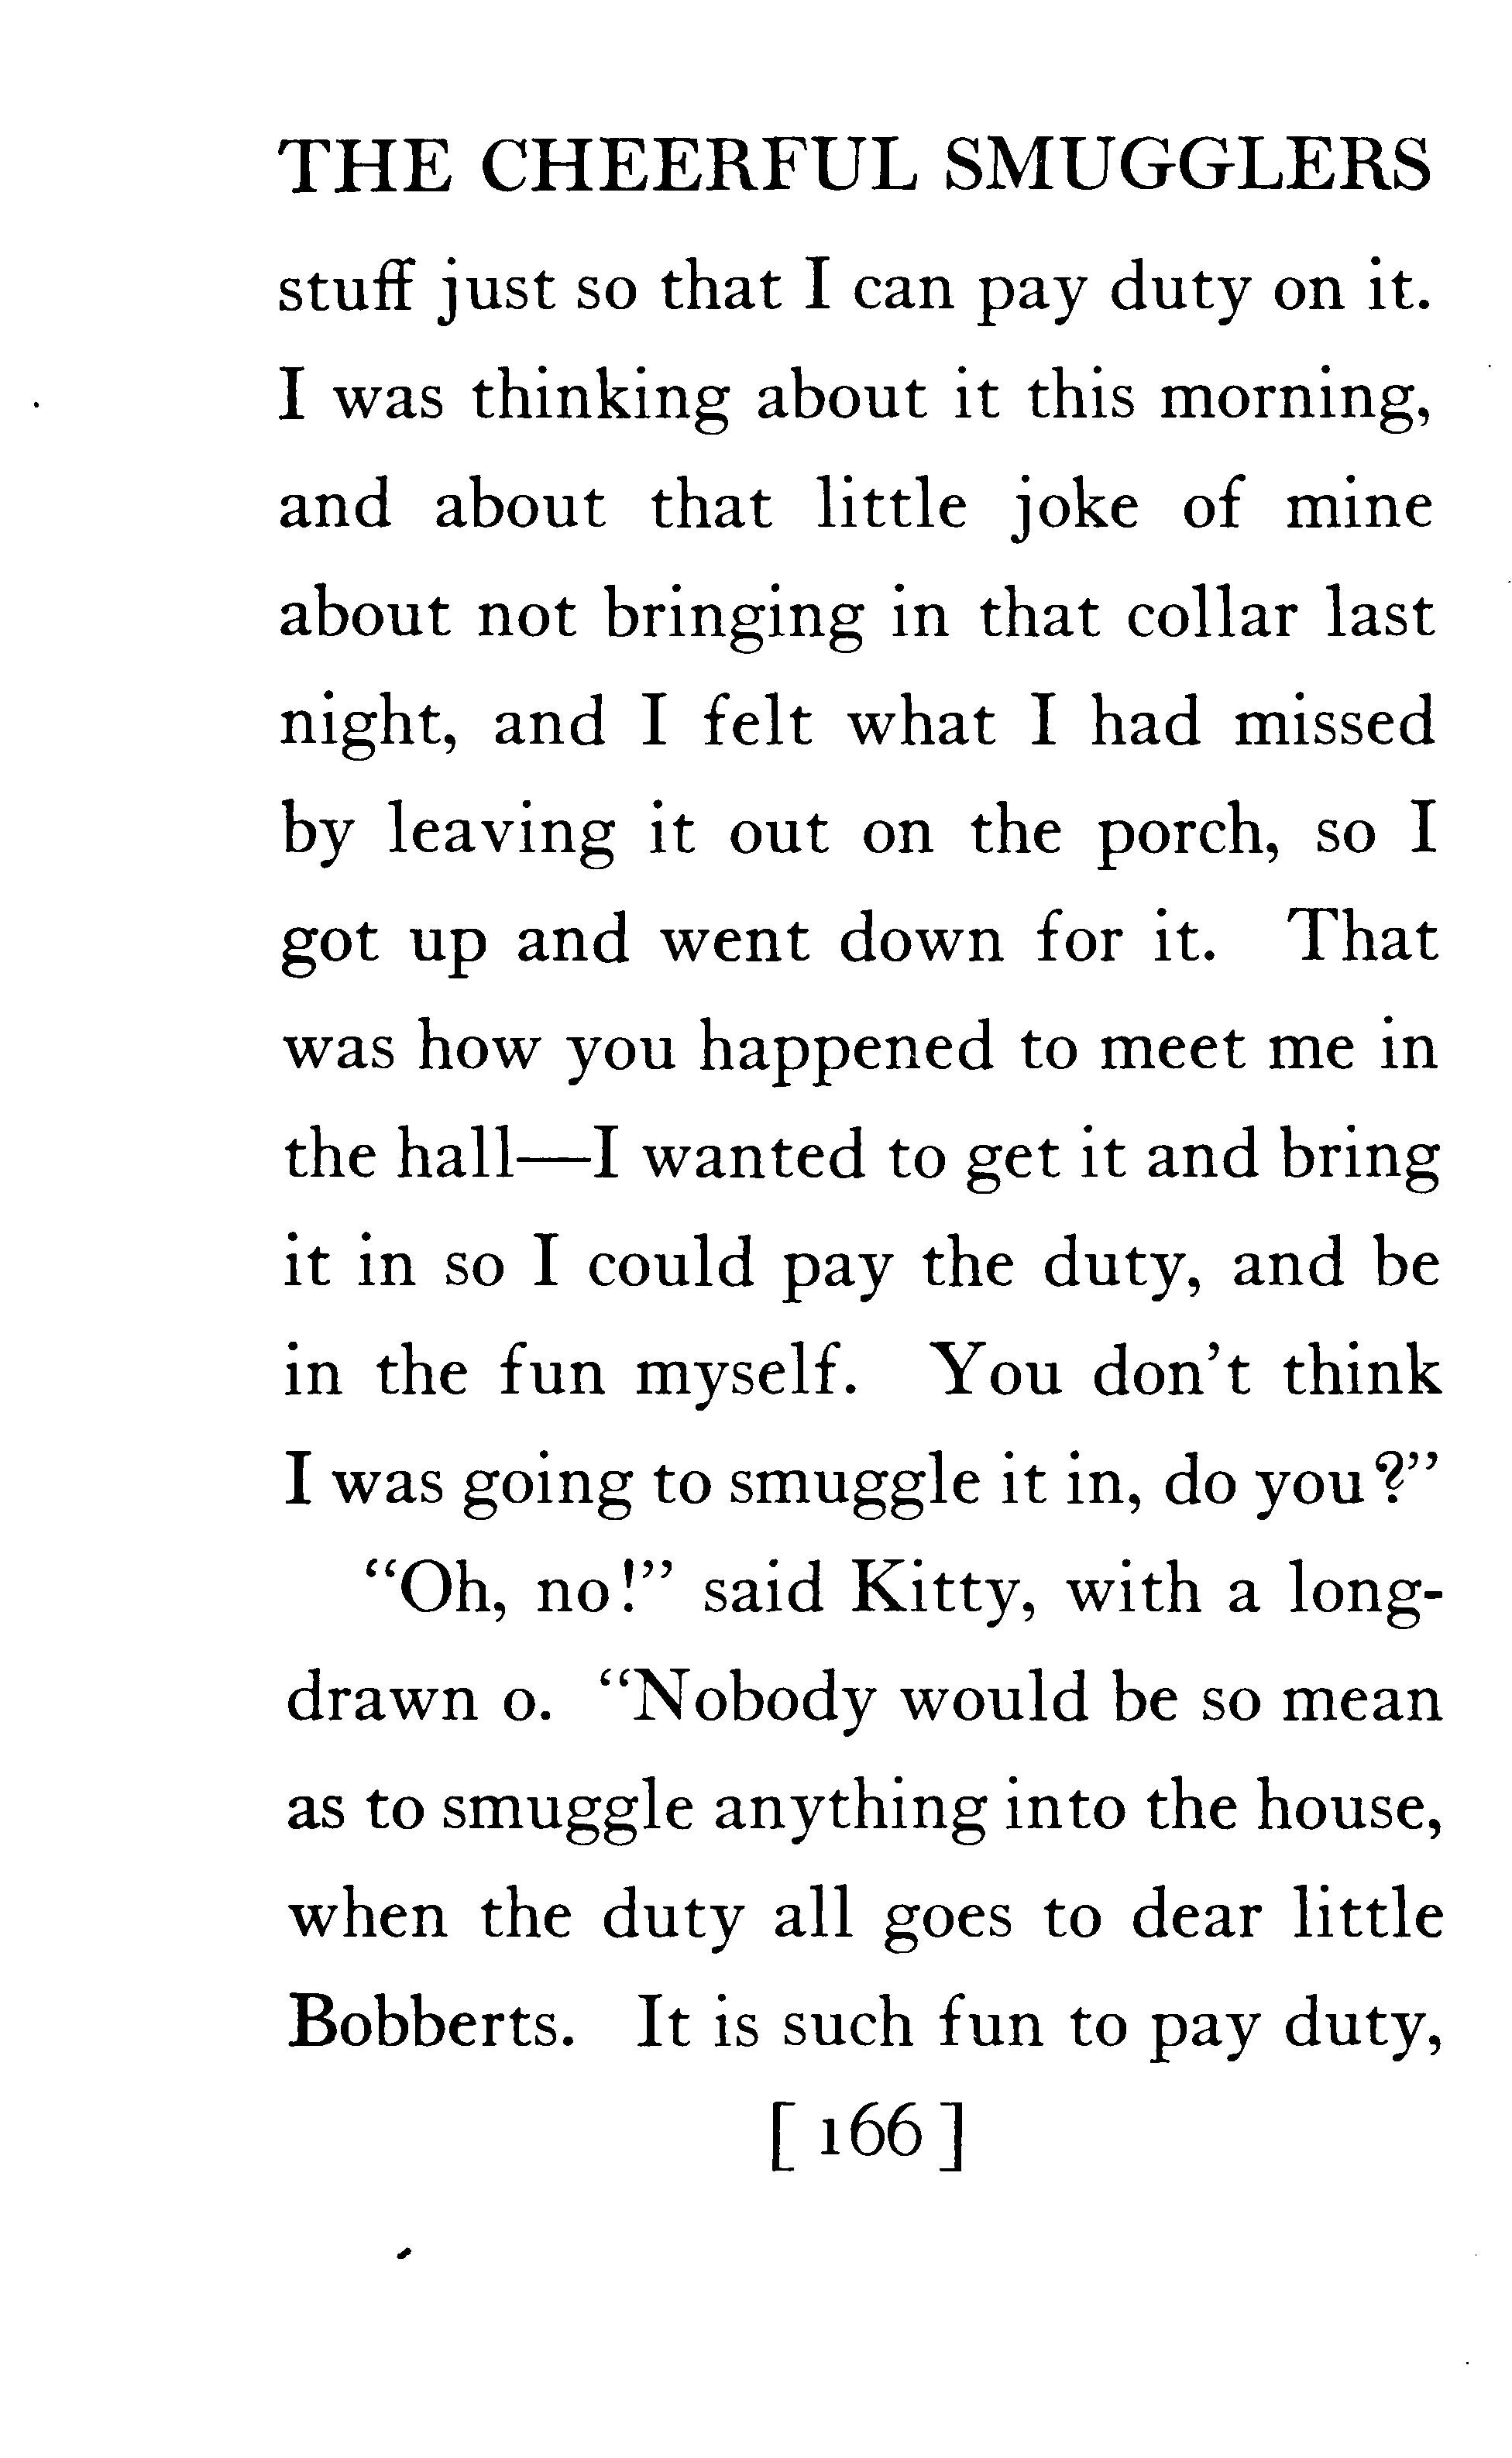 THE CHEERFUL SMUGGLERS
stuff just so that I can pay duty on it.
I was thinking about it this morning,
and about that little joke of mine
about not bringing in that collar last
night, and I felt what I had missed
by leaving it out on the porch, so I
got up and went down for it. That
was how you happened to meet me in
the hall—I wanted to get it and bring
it in so I could pay the duty, and be
in the fun myself. You don't think
I was going to smuggle it in, do you?"
"Oh, no!" said Kitty, with a long-
drawn o. "Nobody would be so mean
as to smuggle anything into the house,
when the duty all goes to dear little
Bobberts. It is such fun to pay duty,
[ 166 ]